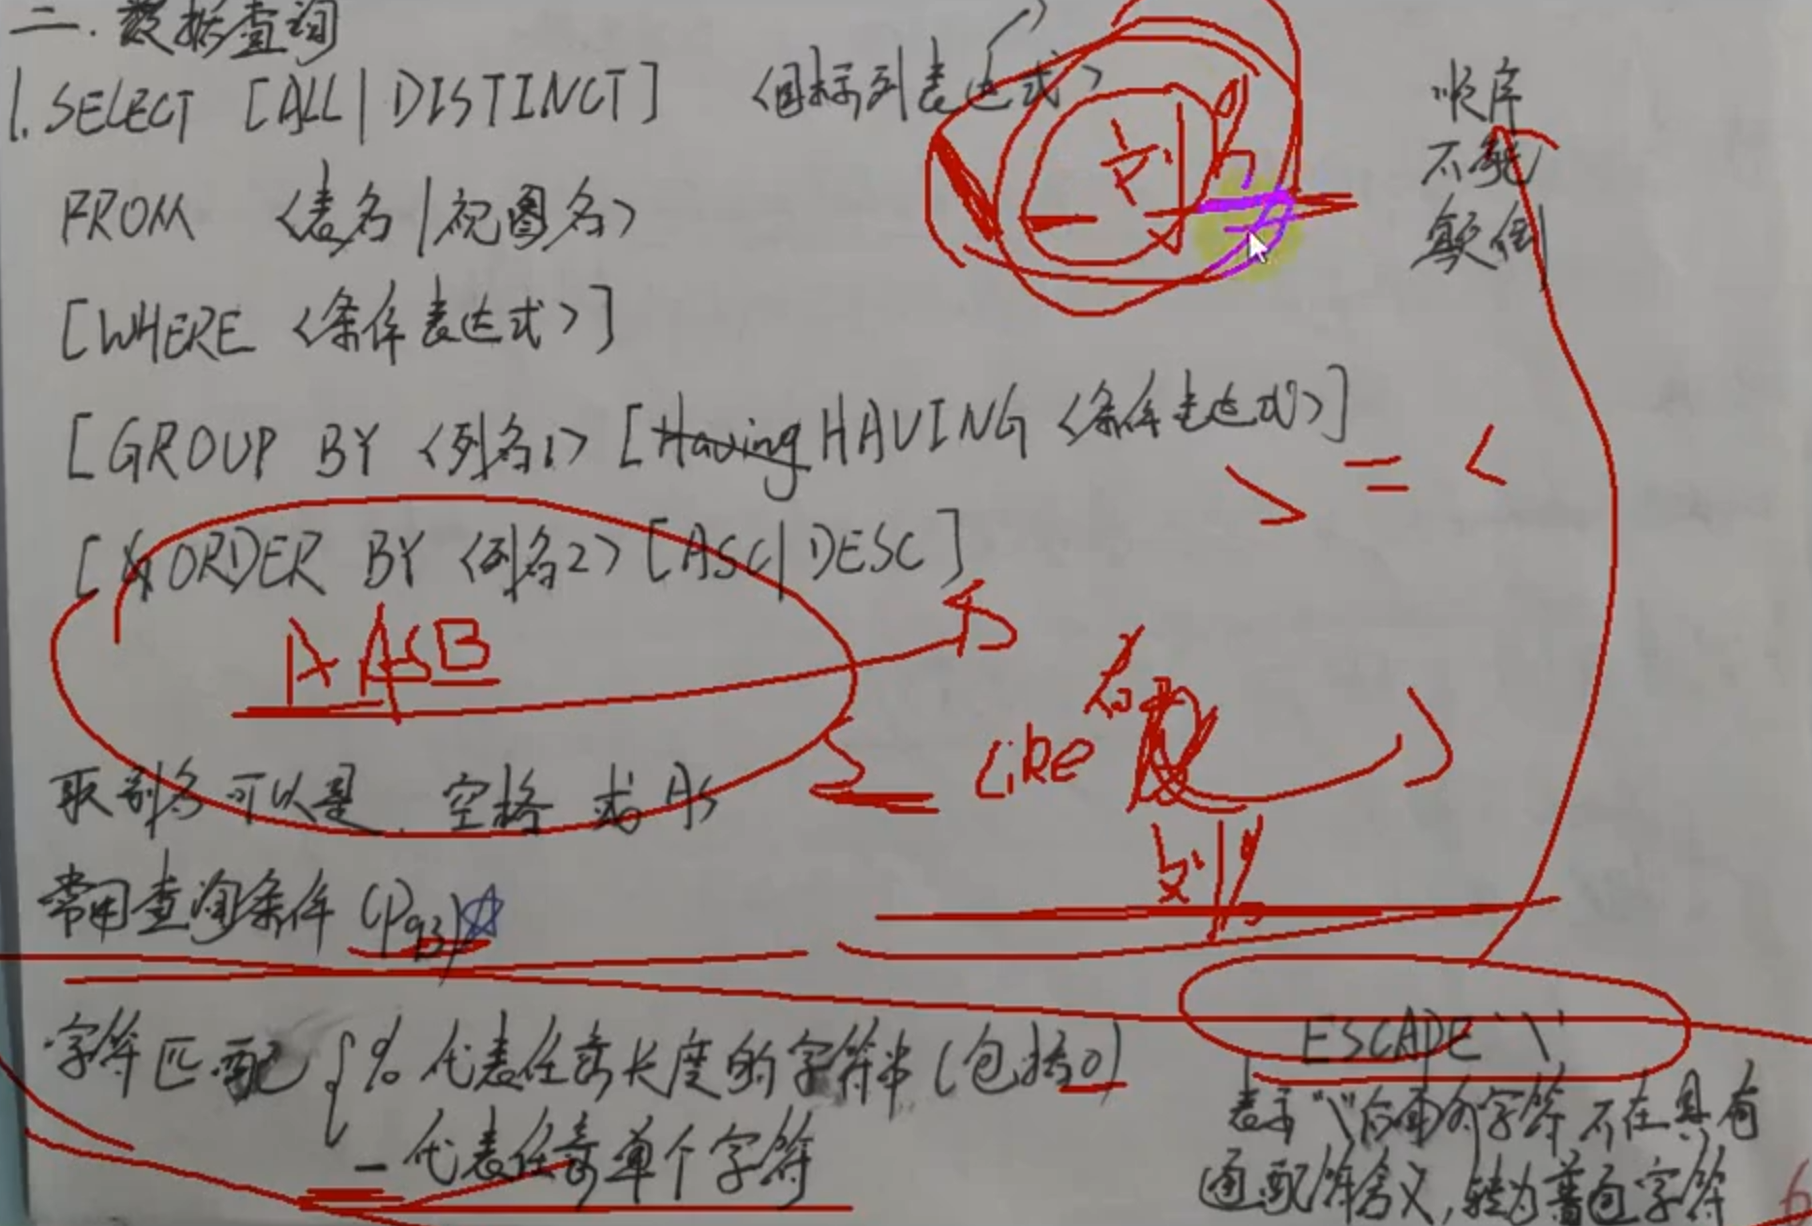 二.数据查询
1.SELECT [ALL|DISTINCT] <目标列表达式>
FROM <表名|视图名>
[WHERE <条件表达式>]
[GROUP BY <列名1> [Having HAVING <条件表达式>]
[ORDER BY <列名2> [ASC|DESC]
顺序
不能
颠倒
刘%
> = <
A AS B
Like
刘%
取别名可以是 空格 或 As
常用查询条件 (P93)☆
字符匹配 { % 代表任意长度的字符串(包括0)
_ 代表任意单个字符
ESCAPE '\'
表示"\"后面的字符不在具有
通配符含义,转为普通字符
6